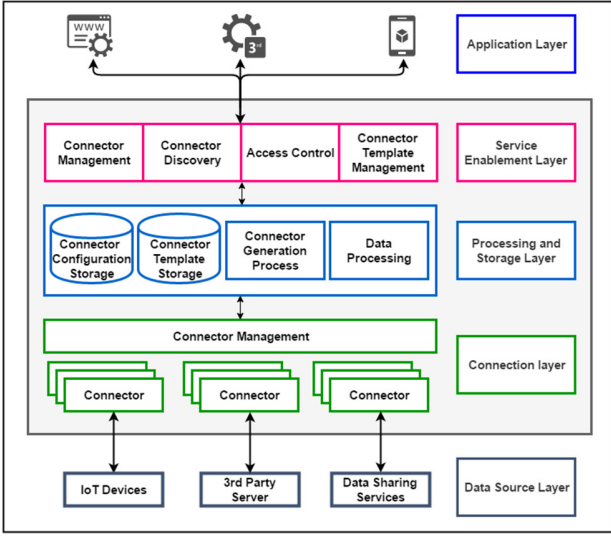 WWW
3rd
Application Layer
Connector
Management
Connector
Discovery
Access Control
Connector
Template
Management
Service
Enablement Layer
Connector
Configuration
Storage
Connector
Template
Storage
Connector
Generation
Process
Data
Processing
Processing and
Storage Layer
Connector Management
Connector
Connector
Connector
Connection layer
IoT Devices
3rd Party
Server
Data Sharing
Services
Data Source Layer